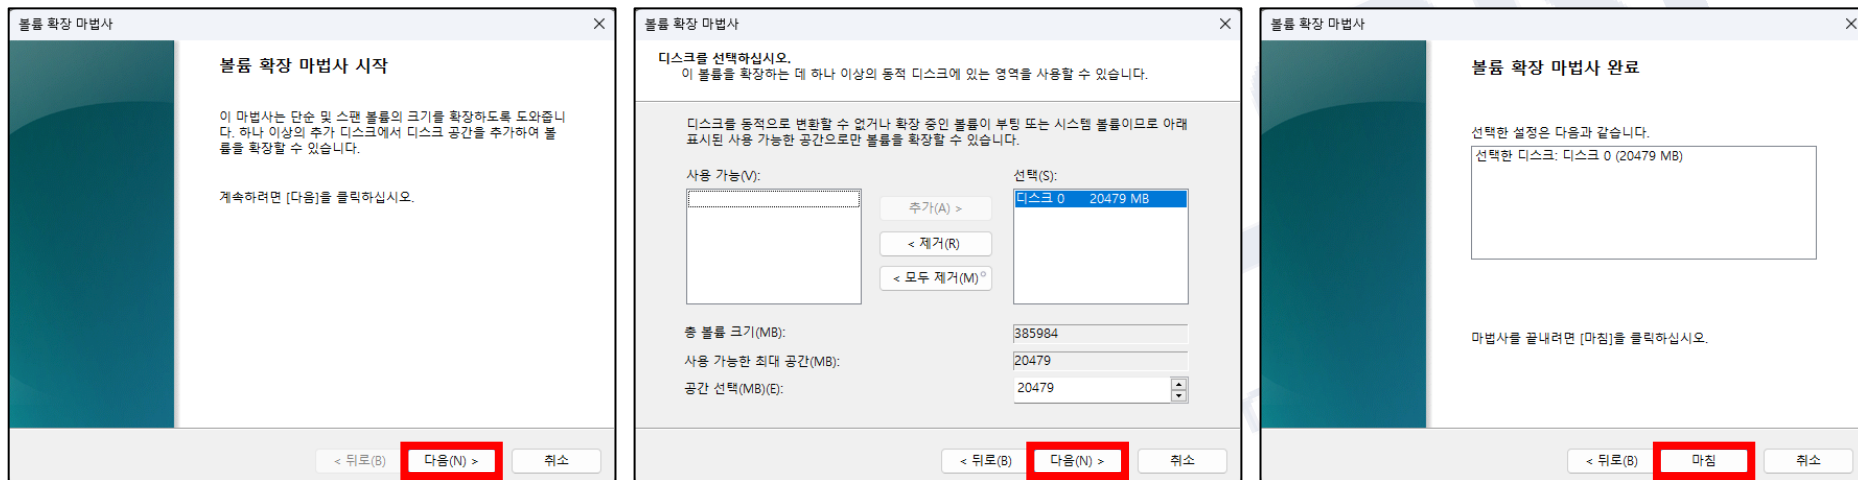 볼륨 확장 마법사
볼륨 확장 마법사 시작
이 마법사는 단순 및 스팬 볼륨의 크기를 확장하도록 도와줍니
다. 하나 이상의 추가 디스크에서 디스크 공간을 추가하여 볼
륨을 확장할 수 있습니다.
계속하려면 [다음]을 클릭하십시오.
< 뒤로(B)
다음(N) >
취소
볼륨 확장 마법사
디스크를 선택하십시오.
이 볼륨을 확장하는 데 하나 이상의 동적 디스크에 있는 영역을 사용할 수 있습니다.
디스크를 동적으로 변환할 수 없거나 확장 중인 볼륨이 부팅 또는 시스템 볼륨이므로 아래
표시된 사용 가능한 공간으로만 볼륨을 확장할 수 있습니다.
사용 가능(V):
선택(S):
추가(A) >
< 제거(R)
< 모두 제거(M)
디스크 0 20479 MB
총 볼륨 크기(MB): 385984
사용 가능한 최대 공간(MB): 20479
공간 선택(MB)(E): 20479
< 뒤로(B)
다음(N) >
취소
볼륨 확장 마법사
볼륨 확장 마법사 완료
선택한 설정은 다음과 같습니다.
선택한 디스크: 디스크 0 (20479 MB)
마법사를 끝내려면 [마침]을 클릭하십시오.
< 뒤로(B)
마침
취소